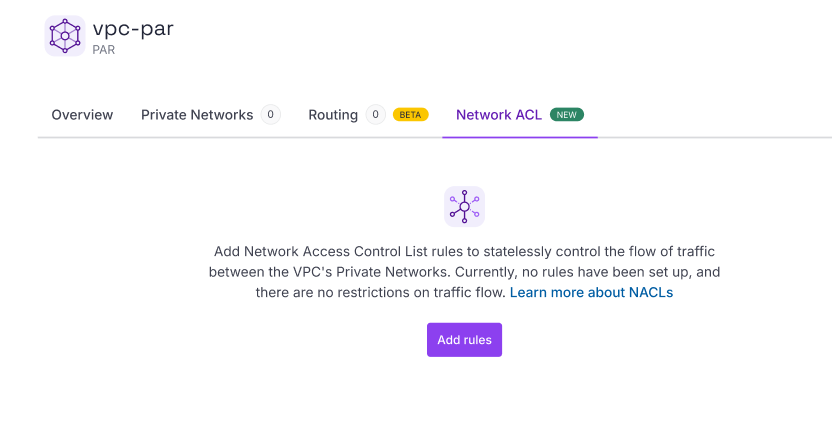 vpc-par
PAR
Overview Private Networks 0 Routing 0 BETA Network ACL NEW
Add Network Access Control List rules to statelessly control the flow of traffic
between the VPC's Private Networks. Currently, no rules have been set up, and
there are no restrictions on traffic flow. Learn more about NACLs
Add rules